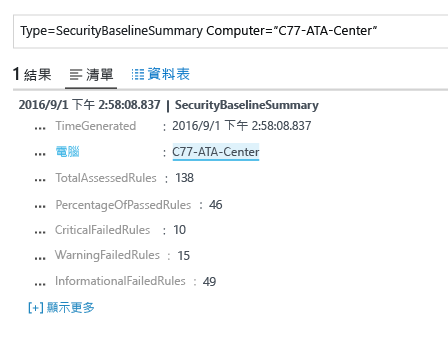 Type=SecurityBaselineSummary Computer="C77-ATA-Center"
1 結果 清單 資料表
2016/9/1 下午 2:58:08.837 | SecurityBaselineSummary
... TimeGenerated : 2016/9/1 下午 2:58:08.837
... 電腦 : C77-ATA-Center
... TotalAssessedRules : 138
... PercentageOfPassedRules : 46
... CriticalFailedRules : 10
... WarningFailedRules : 15
... InformationalFailedRules : 49
[+] 顯示更多